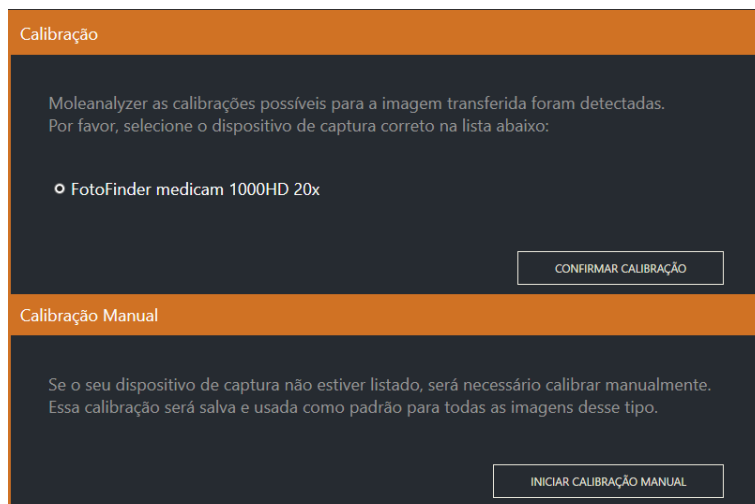 Calibração
Moleanalyzer as calibrações possíveis para a imagem transferida foram detectadas.
Por favor, selecione o dispositivo de captura correto na lista abaixo:
FotoFinder medicam 1000HD 20x
CONFIRMAR CALIBRAÇÃO
Calibração Manual
Se o seu dispositivo de captura não estiver listado, será necessário calibrar manualmente.
Essa calibração será salva e usada como padrão para todas as imagens desse tipo.
INICIAR CALIBRAÇÃO MANUAL